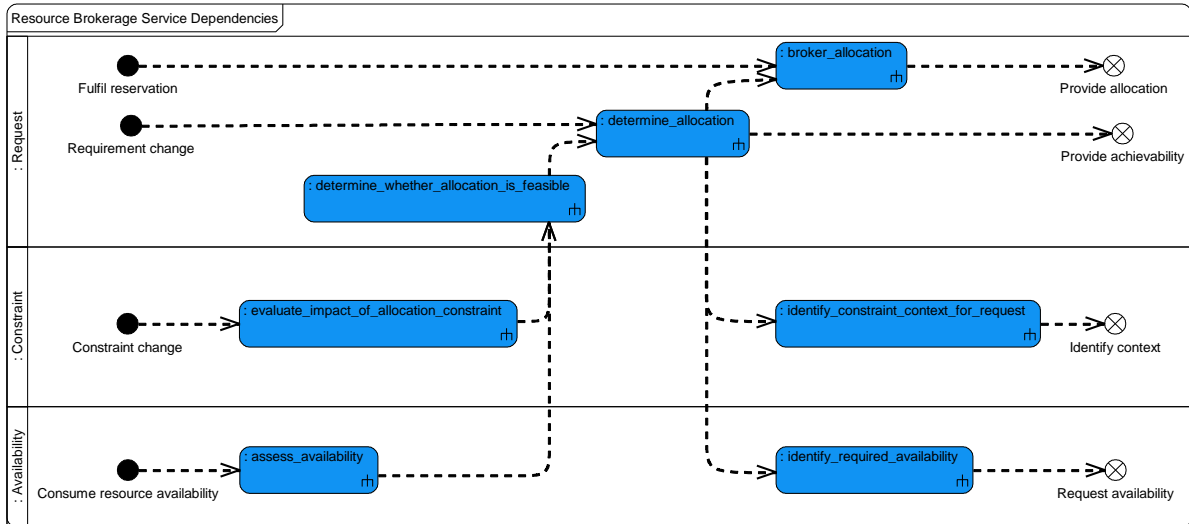 Resource Brokerage Service Dependencies
: Request
: broker_allocation
Fulfil reservation
Provide allocation
: determine_allocation
Requirement change
Provide achievability
: determine_whether_allocation_is_feasible
: Constraint
: evaluate_impact_of_allocation_constraint
: identify_constraint_context_for_request
Constraint change
Identify context
: Availability
: assess_availability
: identify_required_availability
Consume resource availability
Request availability